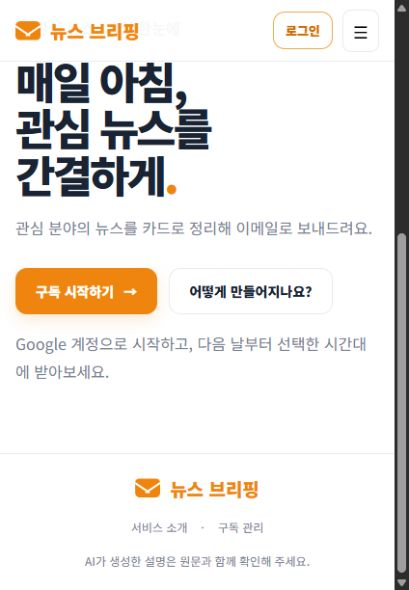 뉴스 브리핑
로그인
매일 아침,
관심 뉴스를
간결하게.
관심 분야의 뉴스를 카드로 정리해 이메일로 보내드려요.
구독 시작하기 →
어떻게 만들어지나요?
Google 계정으로 시작하고, 다음 날부터 선택한 시간대
에 받아보세요.
뉴스 브리핑
서비스 소개 · 구독 관리
AI가 생성한 설명은 원문과 함께 확인해 주세요.